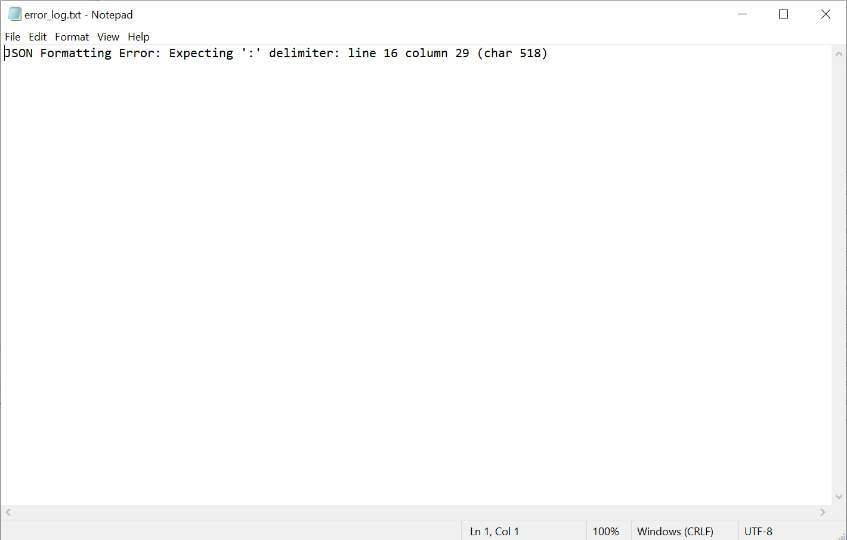 error_log.txt - Notepad
File Edit Format View Help
JSON Formatting Error: Expecting ':' delimiter: line 16 column 29 (char 518)
Ln 1, Col 1 100% Windows (CRLF) UTF-8